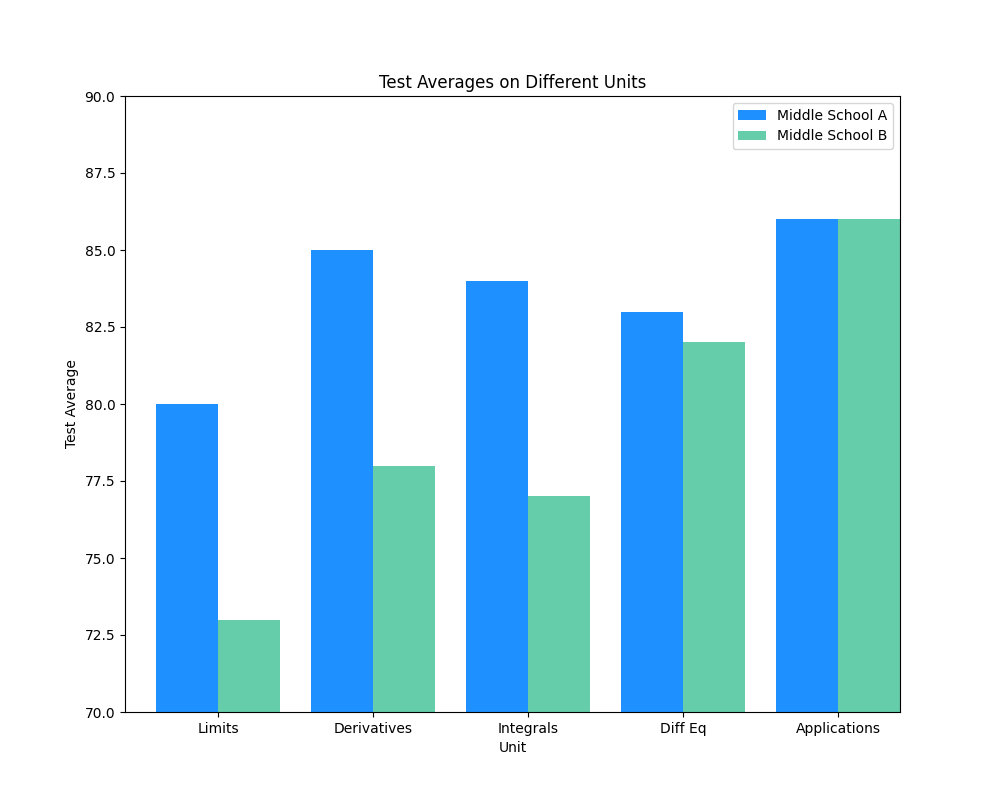 Test Averages on Different Units
Middle School A
Middle School B
90.0
87.5
85.0
82.5
80.0
77.5
75.0
72.5
70.0
Test Average
Limits
Derivatives
Integrals
Diff Eq
Applications
Unit